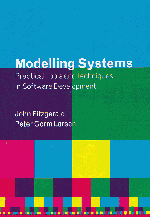 Modelling Systems
Practical Tools and Techniques
in Software Development
John Fitzgerald
Peter Gorm Larsen